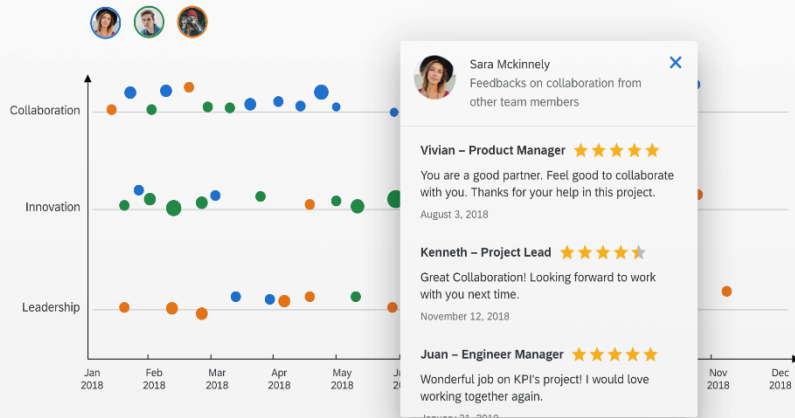 Sara Mckinnely
Feedbacks on collaboration from
other team members
Collaboration
Innovation
Leadership
Vivian – Product Manager
You are a good partner. Feel good to collaborate
with you. Thanks for your help in this project.
August 3, 2018
Kenneth – Project Lead
Great Collaboration! Looking forward to work
with you next time.
November 12, 2018
Juan – Engineer Manager
Wonderful job on KPI's project! I would love
working together again.
Jan Feb Mar Apr May Nov Dec
2018 2018 2018 2018 2018 2018 2018